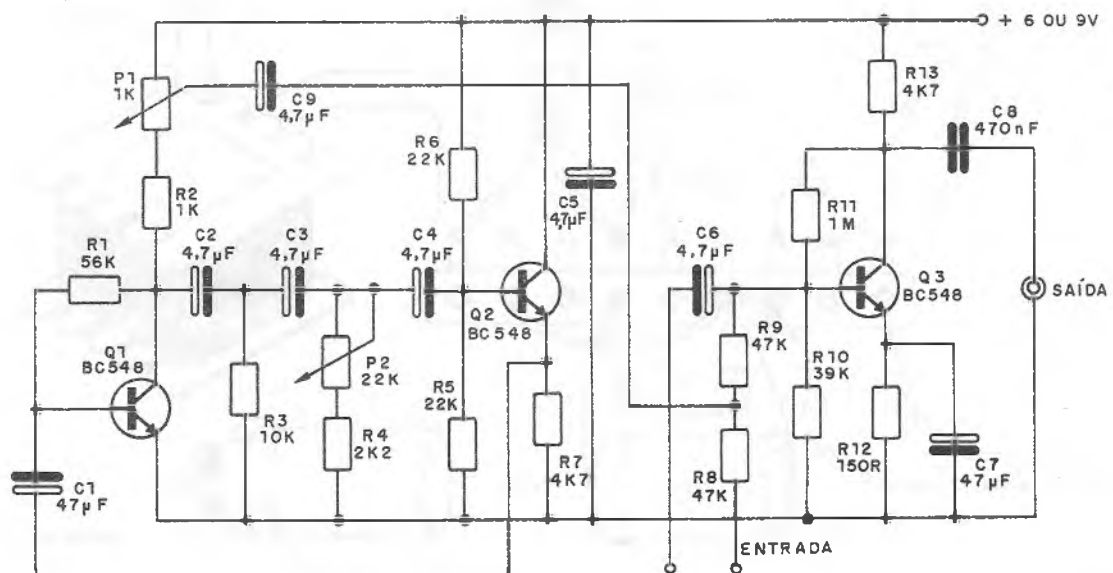 + 6 OU 9V
P1
1K
C9
4,7µF
R13
4K7
C8
470nF
R6
22K
R2
1K
C5
4,7µF
R11
1M
R1
56K
C2
4,7µF
C3
4,7µF
C4
4,7µF
C6
4,7µF
Q3
BC548
SAÍDA
Q2
BC548
Q1
BC548
R9
47K
P2
22K
R10
39K
R3
10K
R5
22K
R4
2K2
R7
4K7
R8
47K
R12
150R
C7
47µF
C1
47µF
ENTRADA